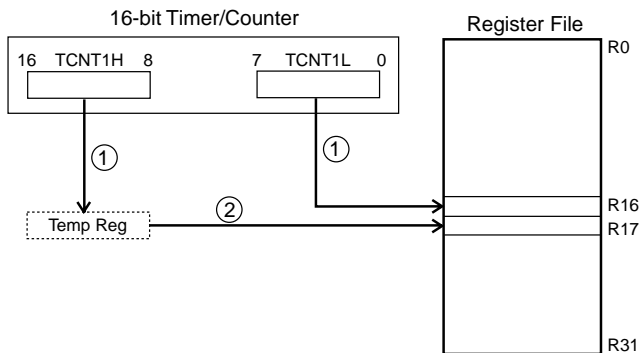 16-bit Timer/Counter
Register File
16 TCNT1H 8
7 TCNT1L 0
R0
1
1
Temp Reg
2
R16
R17
R31